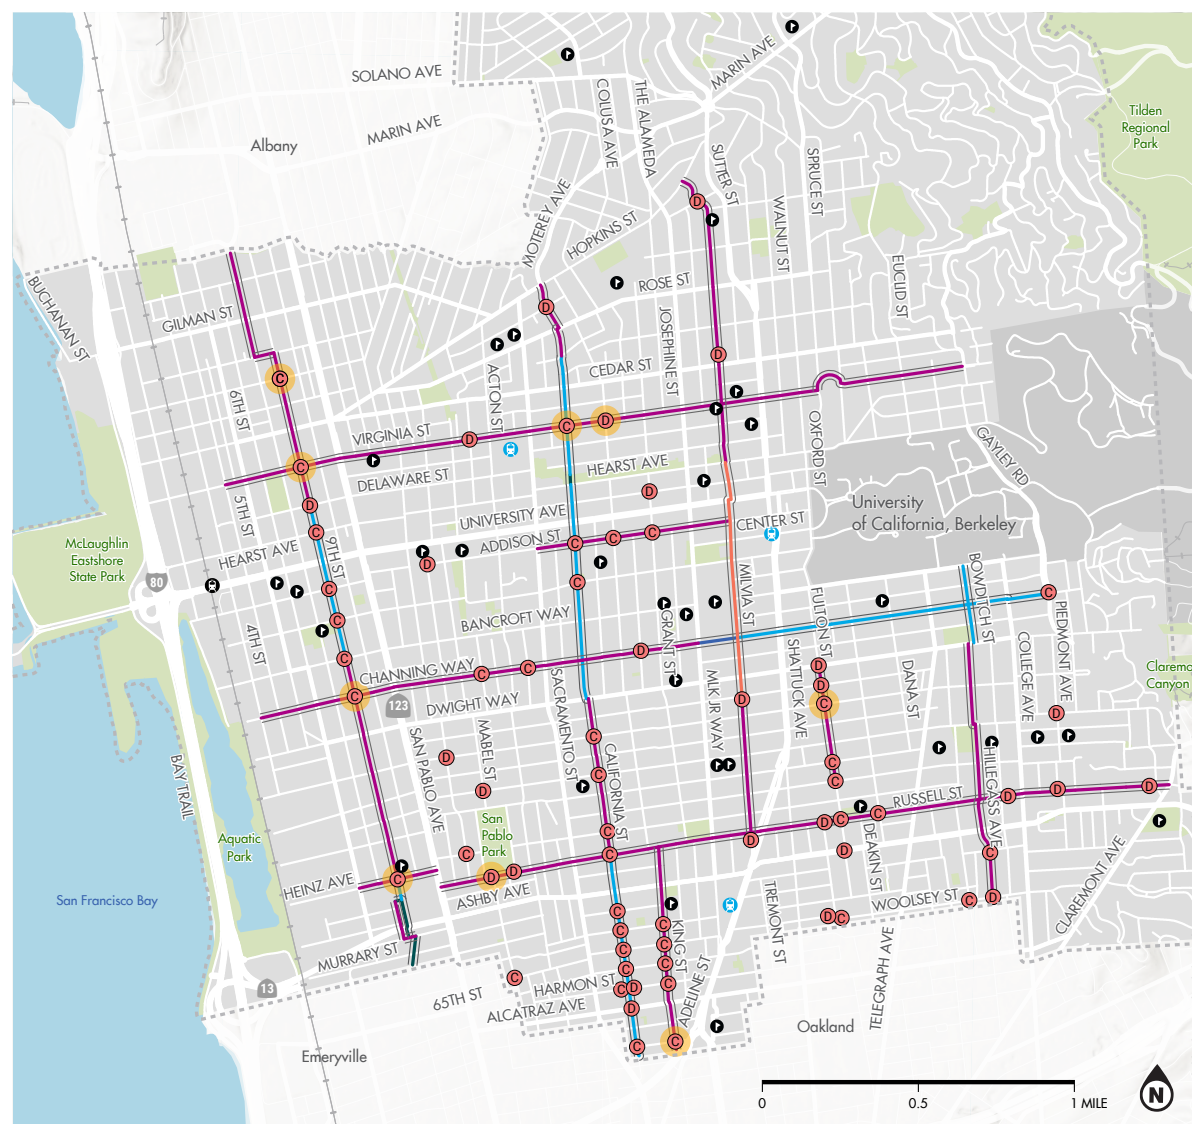 SOLANO AVE
MARIN AVE
Albany
MARIN AVE
COLUSA AVE
THE ALAMEDA
SUTTER ST
SPRUCE ST
WALNUT ST
EUCLID ST
Tilden
Regional
Park
MOTEREY AVE
HOPKINS ST
ROSE ST
JOSEPHINE ST
BUCHANAN ST
GILMAN ST
6TH ST
CEDAR ST
ACTON ST
VIRGINIA ST
DELAWARE ST
HEARST AVE
OXFORD ST
GAYLEY RD
University
of California, Berkeley
5TH ST
UNIVERSITY AVE
ADDISON ST
CENTER ST
McLaughlin
Eastshore
State Park
80
HEARST AVE
9TH ST
4TH ST
BANCROFT WAY
GRANT ST
MILVIA ST
FULTON ST
BOWDITCH ST
PIEDMONT AVE
COLLEGE AVE
CHANNING WAY
DWIGHT WAY
123
SACRAMENTO ST
MLK JR WAY
SHATTUCK AVE
DANA ST
Claremo
Canyon
SAN PABLO AVE
MABEL ST
CALIFORNIA ST
BAY TRAIL
HILLEGASS AVE
RUSSELL ST
DEAKIN ST
San
Pablo
Park
Aquatic
Park
HEINZ AVE
ASHBY AVE
San Francisco Bay
WOOLSEY ST
CLAREMONT AVE
TREMONT ST
TELEGRAPH AVE
KING ST
ADELINE ST
MURRARY ST
13
65TH ST
HARMON ST
ALCATRAZ AVE
Oakland
Emeryville
0
0.5
1 MILE
N
C
D
C
D
D
D
C
D
C
D
C
D
C
C
C
D
C
C
C
C
C
C
D
C
C
D
D
C
D
C
D
C
D
C
C
D
C
D
D
D
C
C
D
C
D
D
C
C
C
D
D
C
D
C
D
C
C
D
D
C
C
C
C
C
C
C
C
C
C
C
D
D
C
C